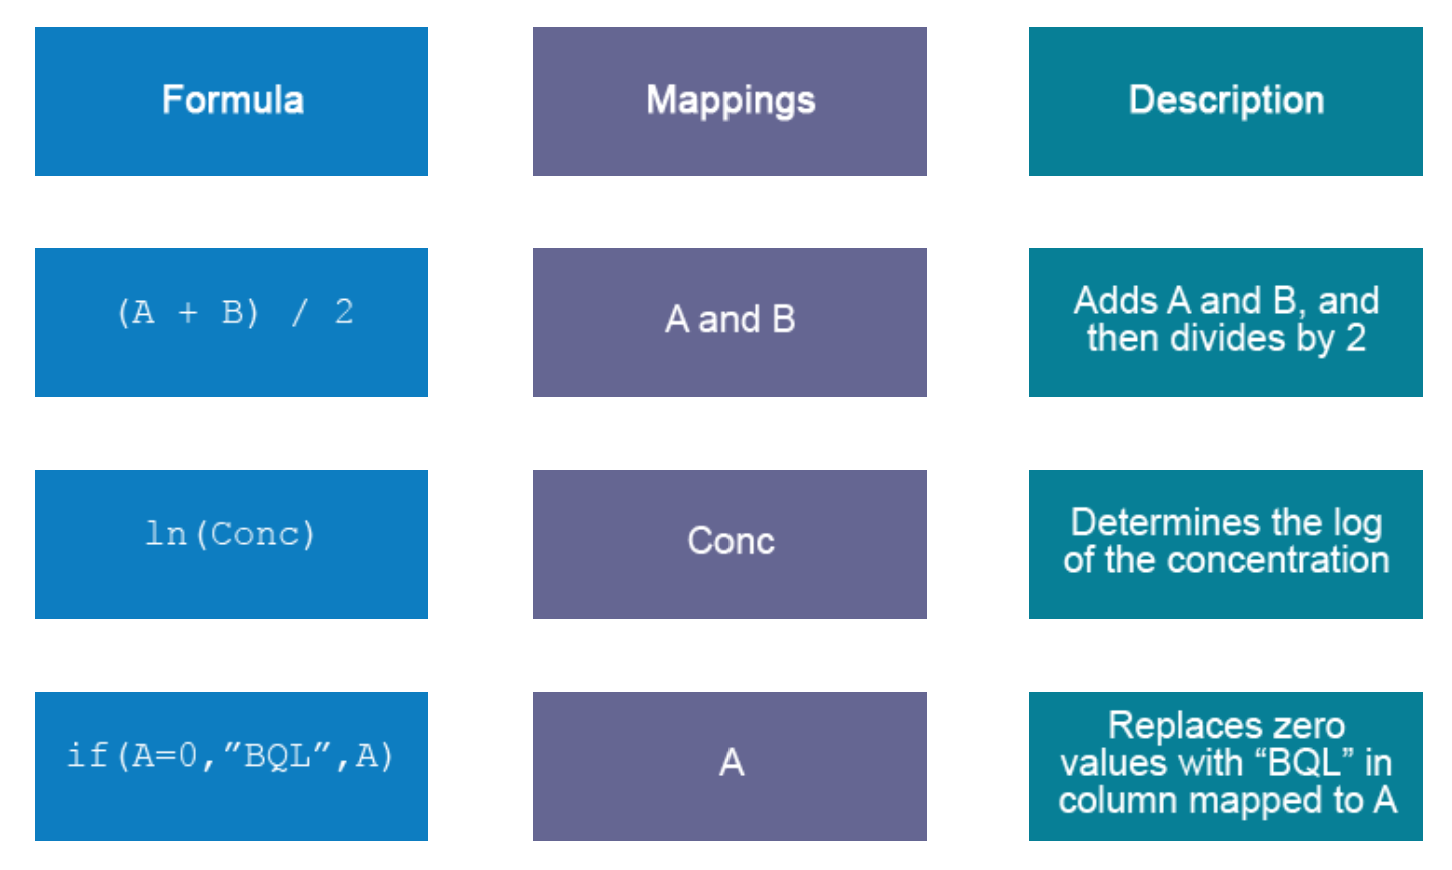 Formula
Mappings
Description
(A + B) / 2
A and B
Adds A and B, and
then divides by 2
ln(Conc)
Conc
Determines the log
of the concentration
if(A=0,”BQL”,A)
A
Replaces zero
values with “BQL” in
column mapped to A